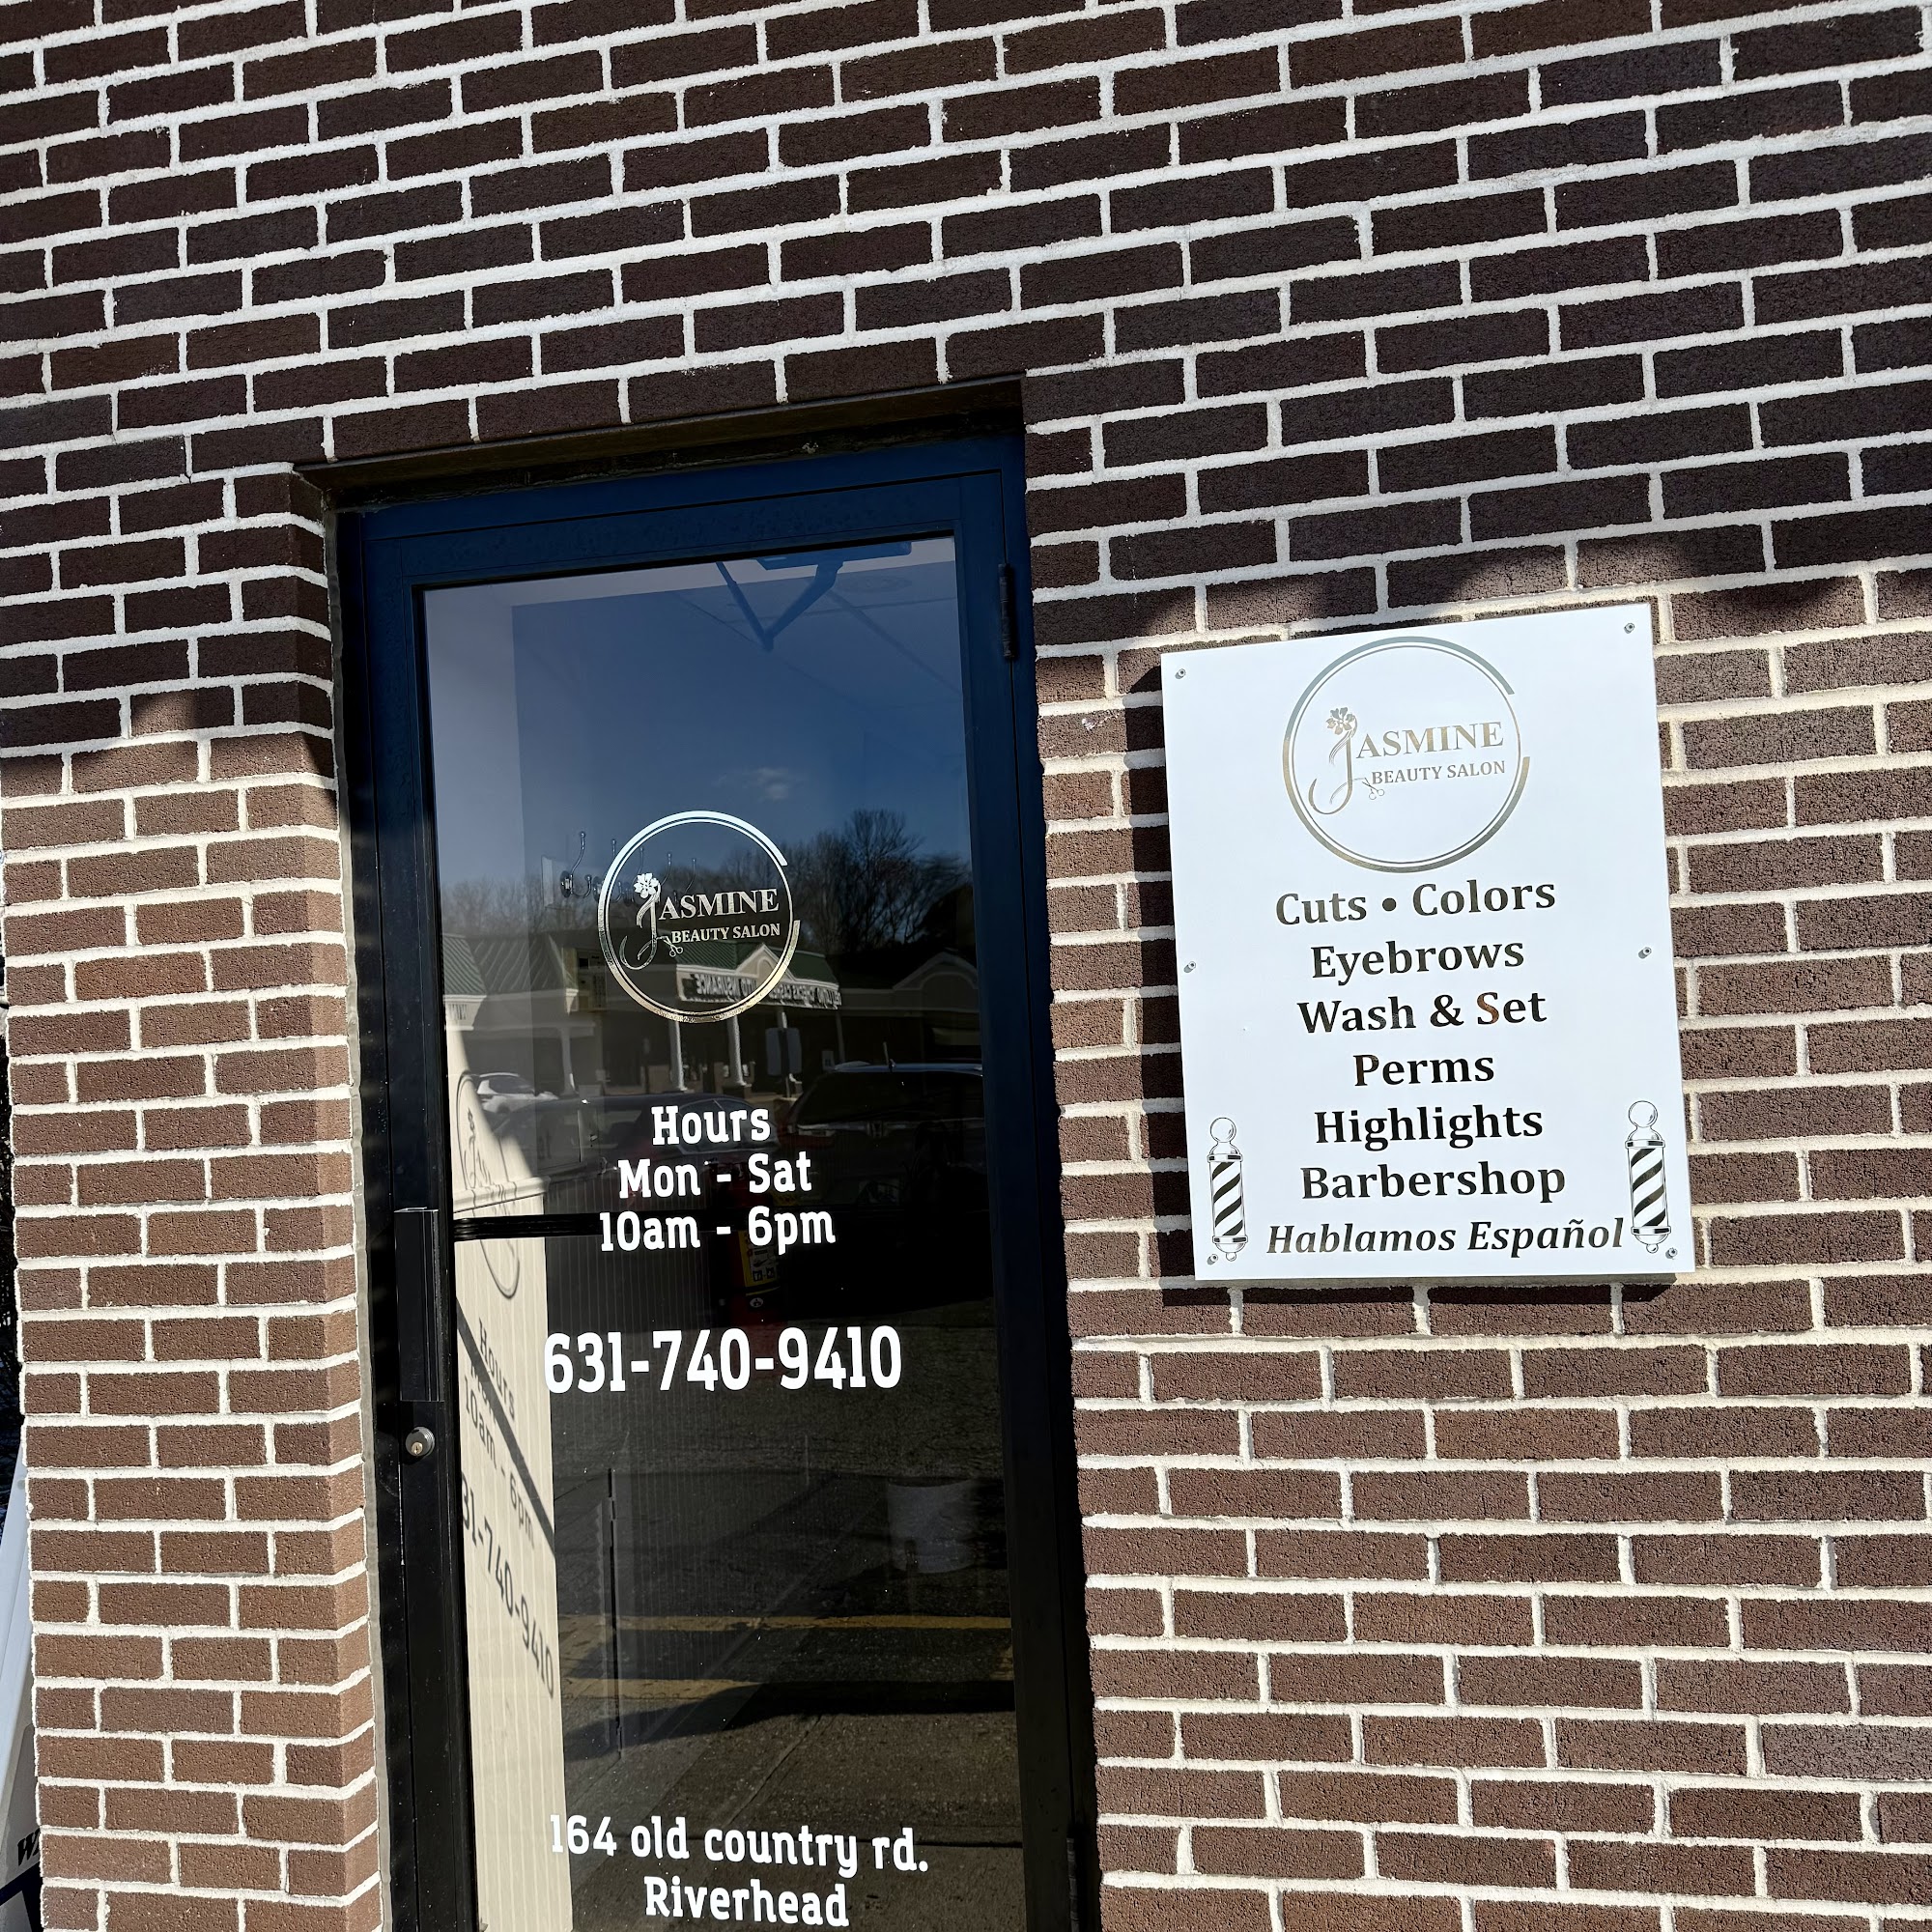 JASMINE
BEAUTY SALON
Hours
Mon - Sat
10am - 6pm
631-740-9410
164 old country rd.
Riverhead
JASMINE
BEAUTY SALON
Cuts • Colors
Eyebrows
Wash & Set
Perms
Highlights
Barbershop
Hablamos Español